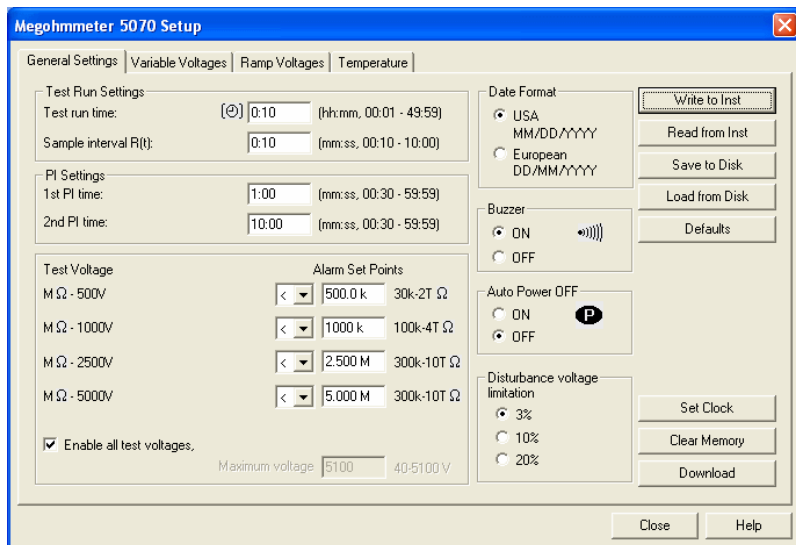 Megohmmeter 5070 Setup
General Settings
Variable Voltages
Ramp Voltages
Temperature
Test Run Settings
Test run time: 0:10 (hh:mm, 00:01 - 49:59)
Sample interval R(t): 0:10 (mm:ss, 00:10 - 10:00)
PI Settings
1st PI time: 1:00 (mm:ss, 00:30 - 59:59)
2nd PI time: 10:00 (mm:ss, 00:30 - 59:59)
Test Voltage Alarm Set Points
M Ω - 500V < 500.0 k 30k-2T Ω
M Ω - 1000V < 1000 k 100k-4T Ω
M Ω - 2500V < 2.500 M 300k-10T Ω
M Ω - 5000V < 5.000 M 300k-10T Ω
Enable all test voltages,
Maximum voltage 5100 40-5100 V
Date Format
USA
MM/DD/YYYY
European
DD/MM/YYYY
Buzzer
ON
OFF
Auto Power OFF
ON
P
OFF
Disturbance voltage
limitation
3%
10%
20%
Write to Inst
Read from Inst
Save to Disk
Load from Disk
Defaults
Set Clock
Clear Memory
Download
Close
Help